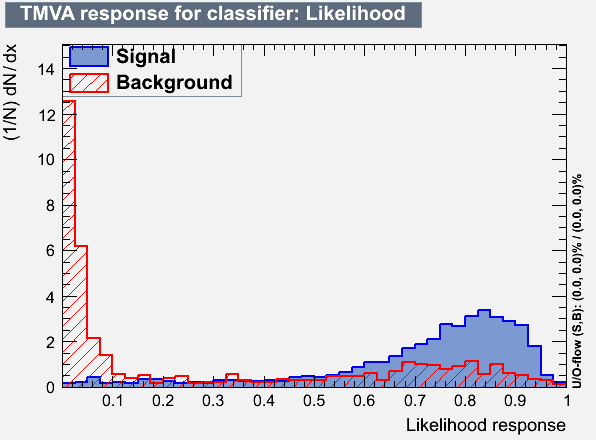 TMVA response for classifier: Likelihood
Signal
Background
(1/N) dN / dx
14
12
10
8
6
4
2
0
0.1 0.2 0.3 0.4 0.5 0.6 0.7 0.8 0.9 1
Likelihood response
U/O-flow (S,B): (0.0, 0.0)% / (0.0, 0.0)%